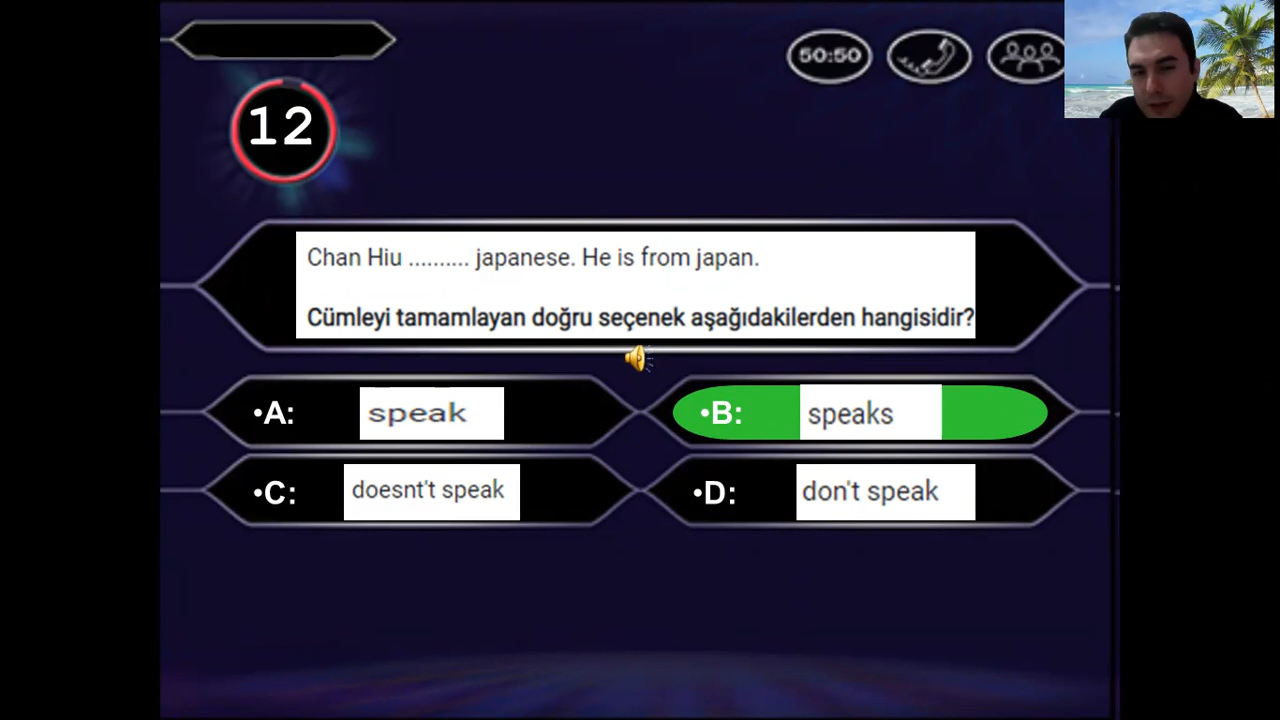 50:50
12
Chan Hiu .......... japanese. He is from japan.
Cümleyi tamamlayan doğru seçenek aşağıdakilerden hangisidir?
•A: speak
•B: speaks
•C: doesnt't speak
•D: don't speak